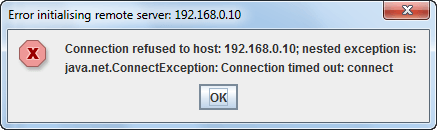 Error initialising remote server: 192.168.0.10
Connection refused to host: 192.168.0.10; nested exception is:
java.net.ConnectException: Connection timed out: connect
OK